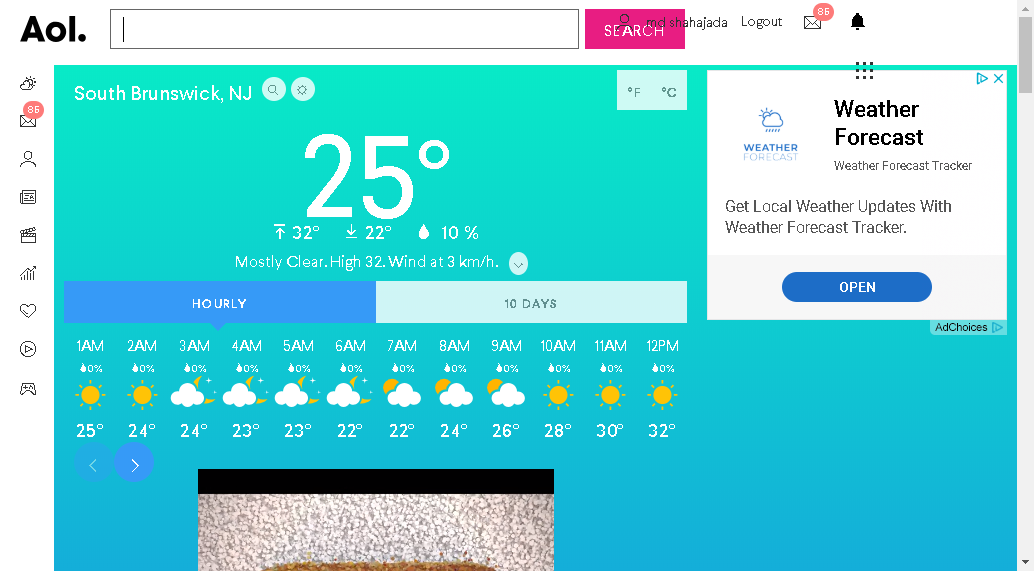 Aol.
SEARCH
md shahajada
Logout
85
85
South Brunswick, NJ
°F °C
25°
32° 22° 10 %
Mostly Clear. High 32. Wind at 3 km/h.
HOURLY
10 DAYS
1AM 2AM 3AM 4AM 5AM 6AM 7AM 8AM 9AM 10AM 11AM 12PM
0% 0% 0% 0% 0% 0% 0% 0% 0% 0% 0% 0%
25° 24° 24° 23° 23° 22° 22° 24° 26° 28° 30° 32°
WEATHER
FORECAST
Weather
Forecast
Weather Forecast Tracker
Get Local Weather Updates With
Weather Forecast Tracker.
OPEN
AdChoices